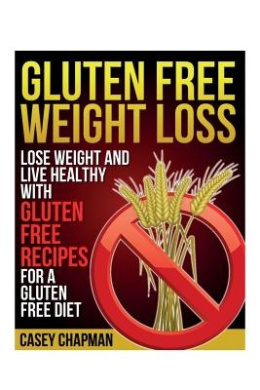 GLUTEN FREE
WEIGHT LOSS
LOSE WEIGHT AND
LIVE HEALTHY
WITH
GLUTEN
FREE
RECIPES
FOR A
GLUTEN
FREE DIET
CASEY CHAPMAN